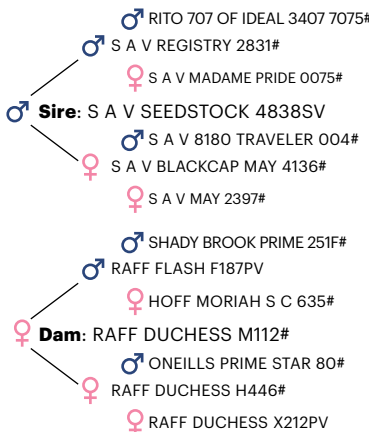 RITO 707 OF IDEAL 3407 7075#
S A V REGISTRY 2831#
S A V MADAME PRIDE 0075#
Sire: S A V SEEDSTOCK 4838SV
S A V 8180 TRAVELER 004#
S A V BLACKCAP MAY 4136#
S A V MAY 2397#
SHADY BROOK PRIME 251F#
RAFF FLASH F187PV
HOFF MORIAH S C 635#
Dam: RAFF DUCHESS M112#
ONEILLS PRIME STAR 80#
RAFF DUCHESS H446#
RAFF DUCHESS X212PV